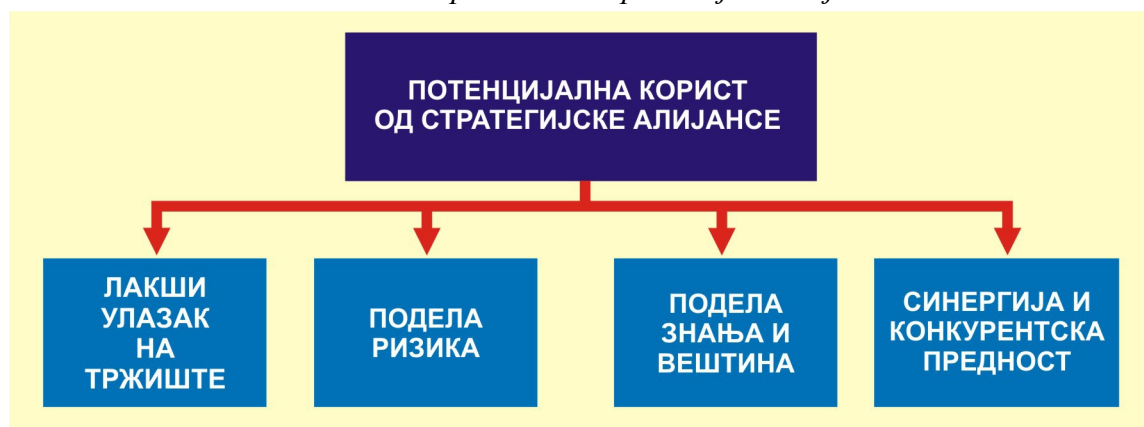 ПОТЕНЦИЈАЛНА КОРИСТ
ОД СТРАТЕГИЈСКЕ АЛИЈАНСЕ
ЛАКШИ
УЛАЗАК
НА
ТРЖИШТЕ
ПОДЕЛА
РИЗИКА
ПОДЕЛА
ЗНАЊА И
ВЕШТИНА
СИНЕРГИЈА И
КОНКУРЕНТСКА
ПРЕДНОСТ